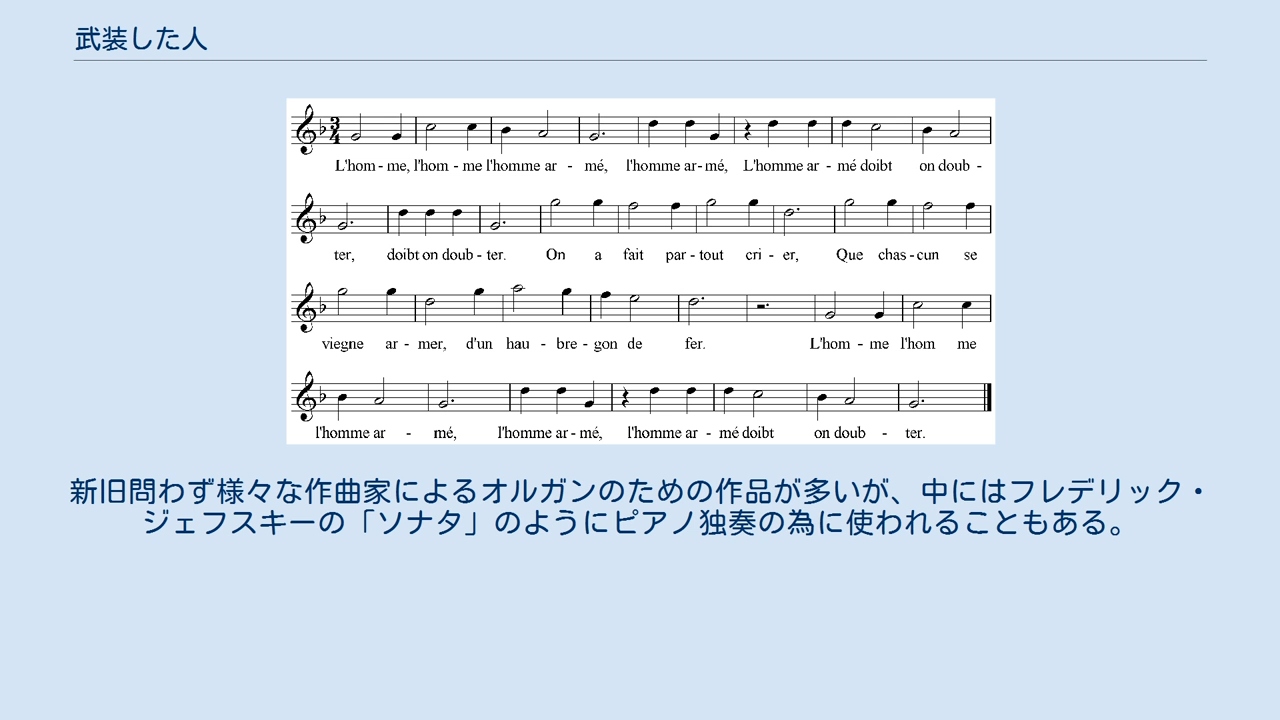 武装した人
3
4
L'hom - me, l'hom - me l'homme ar - mé, l'homme ar - mé, L'homme ar - mé doibt on doub -
ter, doibt on doub - ter. On a fait par - tout cri - er, Que chas - cun se
viegne ar - mer, d'un hau - bre - gon de fer. L'hom - me l'hom me
l'homme ar - mé, l'homme ar - mé, l'homme ar - mé doibt on doub - ter.
新旧問わず様々な作曲家によるオルガンのための作品が多いが、中にはフレデリック・
ジェフスキーの「ソナタ」のようにピアノ独奏の為に使われることもある。